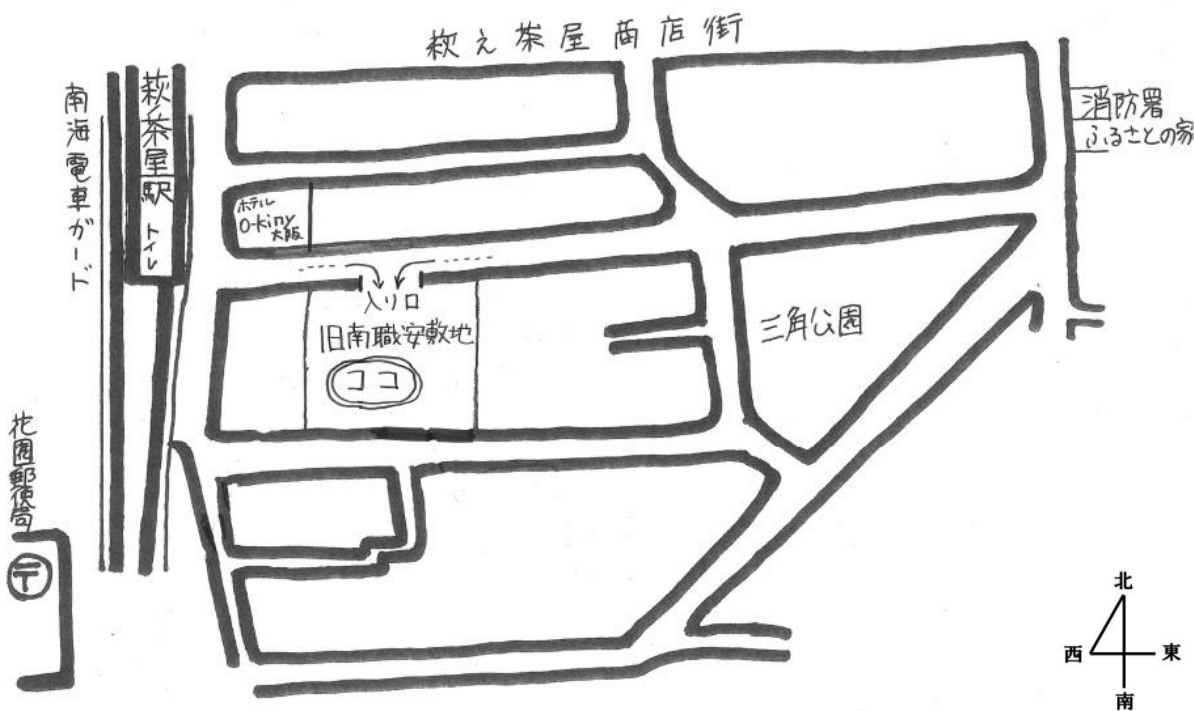 萩之茶屋商店街
南海電車ガード
萩ノ茶屋駅
トイレ
消防署
ふるさとの家
ホテル
O-kiny
大阪
入り口
旧南職安敷地
ココ
三角公園
花園郵便局
〒
北
西
東
南